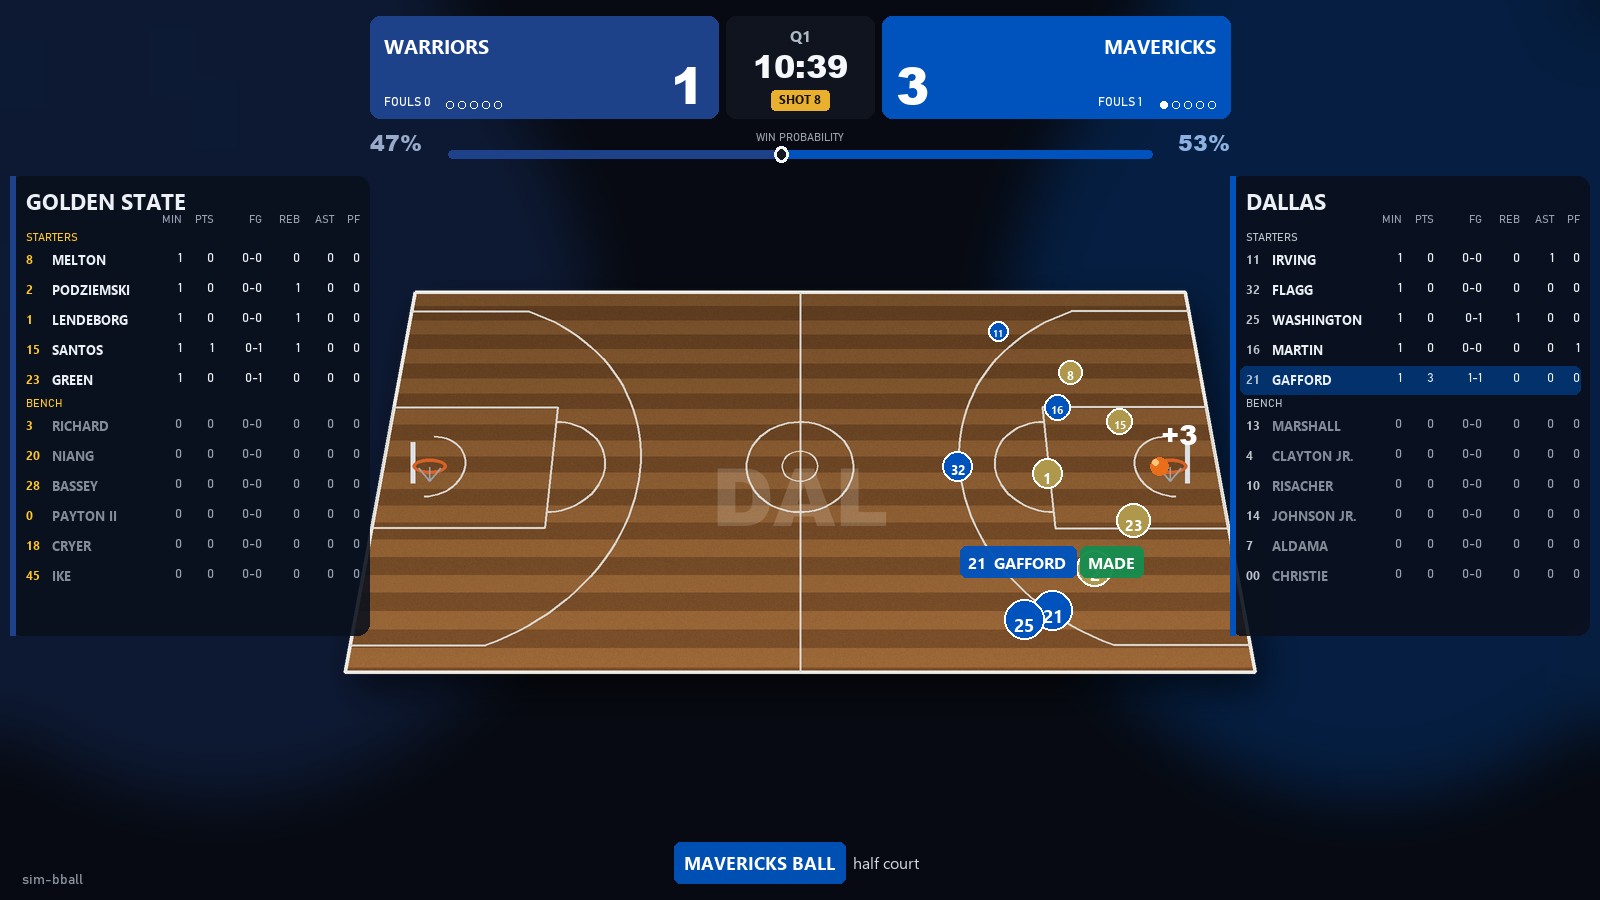 WARRIORS
1
FOULS 0
Q1
10:39
SHOT 8
MAVERICKS
3
FOULS 1
47%
WIN PROBABILITY
53%
GOLDEN STATE
MIN PTS FG REB AST PF
STARTERS
8 MELTON 1 0 0-0 0 0 0
2 PODZIEMSKI 1 0 0-0 1 0 0
1 LENDEBORG 1 0 0-0 1 0 0
15 SANTOS 1 1 0-1 1 0 0
23 GREEN 1 0 0-1 0 0 0
BENCH
3 RICHARD 0 0 0-0 0 0 0
20 NIANG 0 0 0-0 0 0 0
28 BASSEY 0 0 0-0 0 0 0
0 PAYTON II 0 0 0-0 0 0 0
18 CRYER 0 0 0-0 0 0 0
45 IKE 0 0 0-0 0 0 0
DALLAS
MIN PTS FG REB AST PF
STARTERS
11 IRVING 1 0 0-0 0 1 0
32 FLAGG 1 0 0-0 0 0 0
25 WASHINGTON 1 0 0-1 1 0 0
16 MARTIN 1 0 0-0 0 0 1
21 GAFFORD 1 3 1-1 0 0 0
BENCH
13 MARSHALL 0 0 0-0 0 0 0
4 CLAYTON JR. 0 0 0-0 0 0 0
10 RISACHER 0 0 0-0 0 0 0
14 JOHNSON JR. 0 0 0-0 0 0 0
7 ALDAMA 0 0 0-0 0 0 0
00 CHRISTIE 0 0 0-0 0 0 0
11
8
16
15
+3
32
1
DAL
23
21 GAFFORD MADE
25
21
MAVERICKS BALL half court
sim-bball